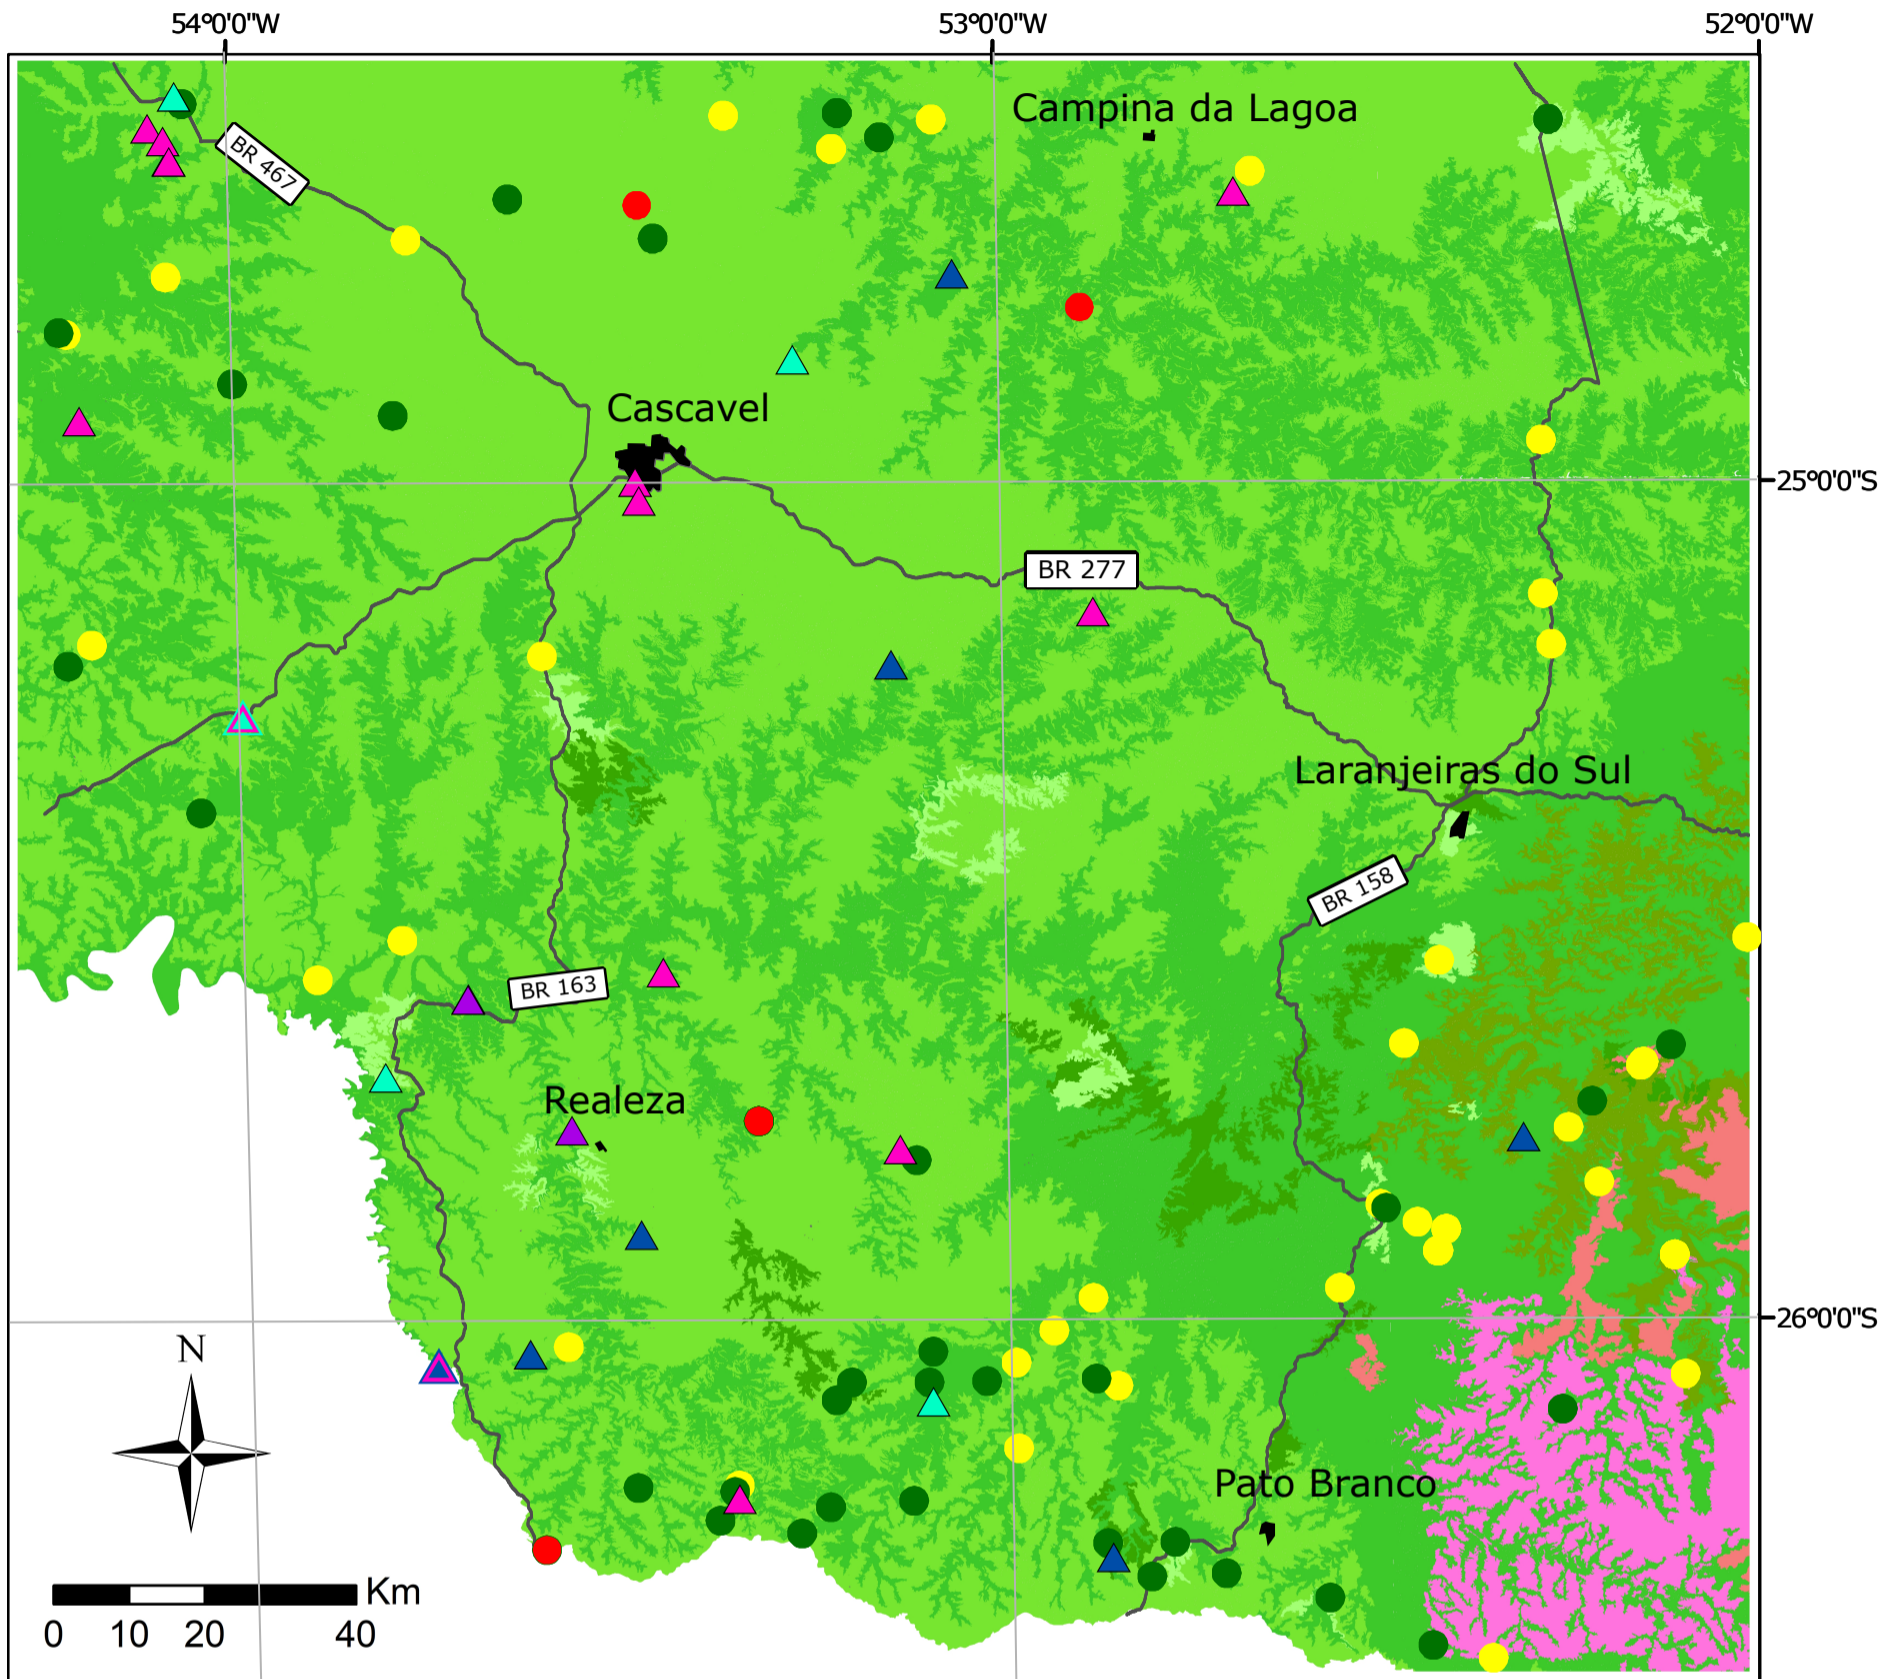 54°0'0"W 53°0'0"W 52°0'0"W
Campina da Lagoa
BR 467
Cascavel
25°0'0"S
BR 277
Laranjeiras do Sul
BR 158
BR 163
Realeza
26°0'0"S
N
Pato Branco
Km
0 10 20 40